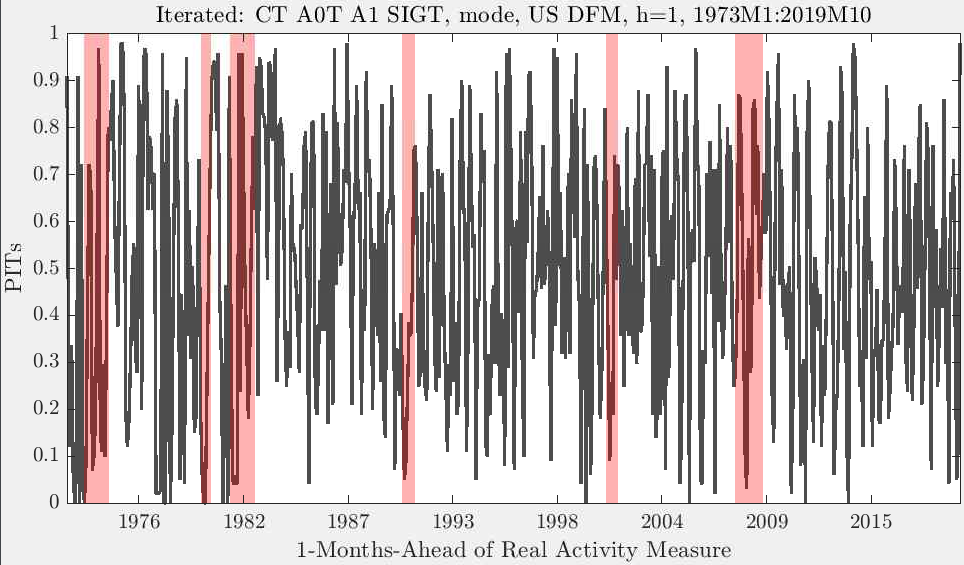 Iterated: CT A0T A1 SIGT, mode, US DFM, h=1, 1973M1:2019M10
1
0.9
0.8
0.7
0.6
0.5
0.4
0.3
0.2
0.1
0
PITs
1976 1982 1987 1993 1998 2004 2009 2015
1-Months-Ahead of Real Activity Measure